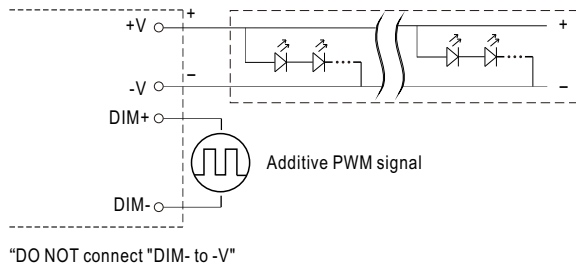 +V
+
+
-V
−
−
DIM+
Additive PWM signal
DIM-
“DO NOT connect "DIM- to -V"